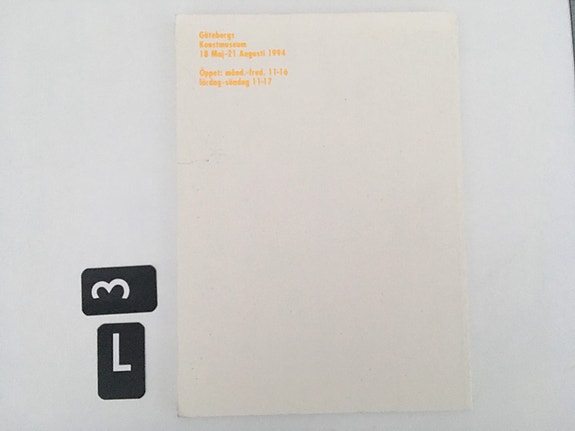 Göteborgs
Konstmuseum
18 Maj-21 Augusti 1994
Öppet: månd.-fred. 11-16
lördag-söndag 11-17
3
L